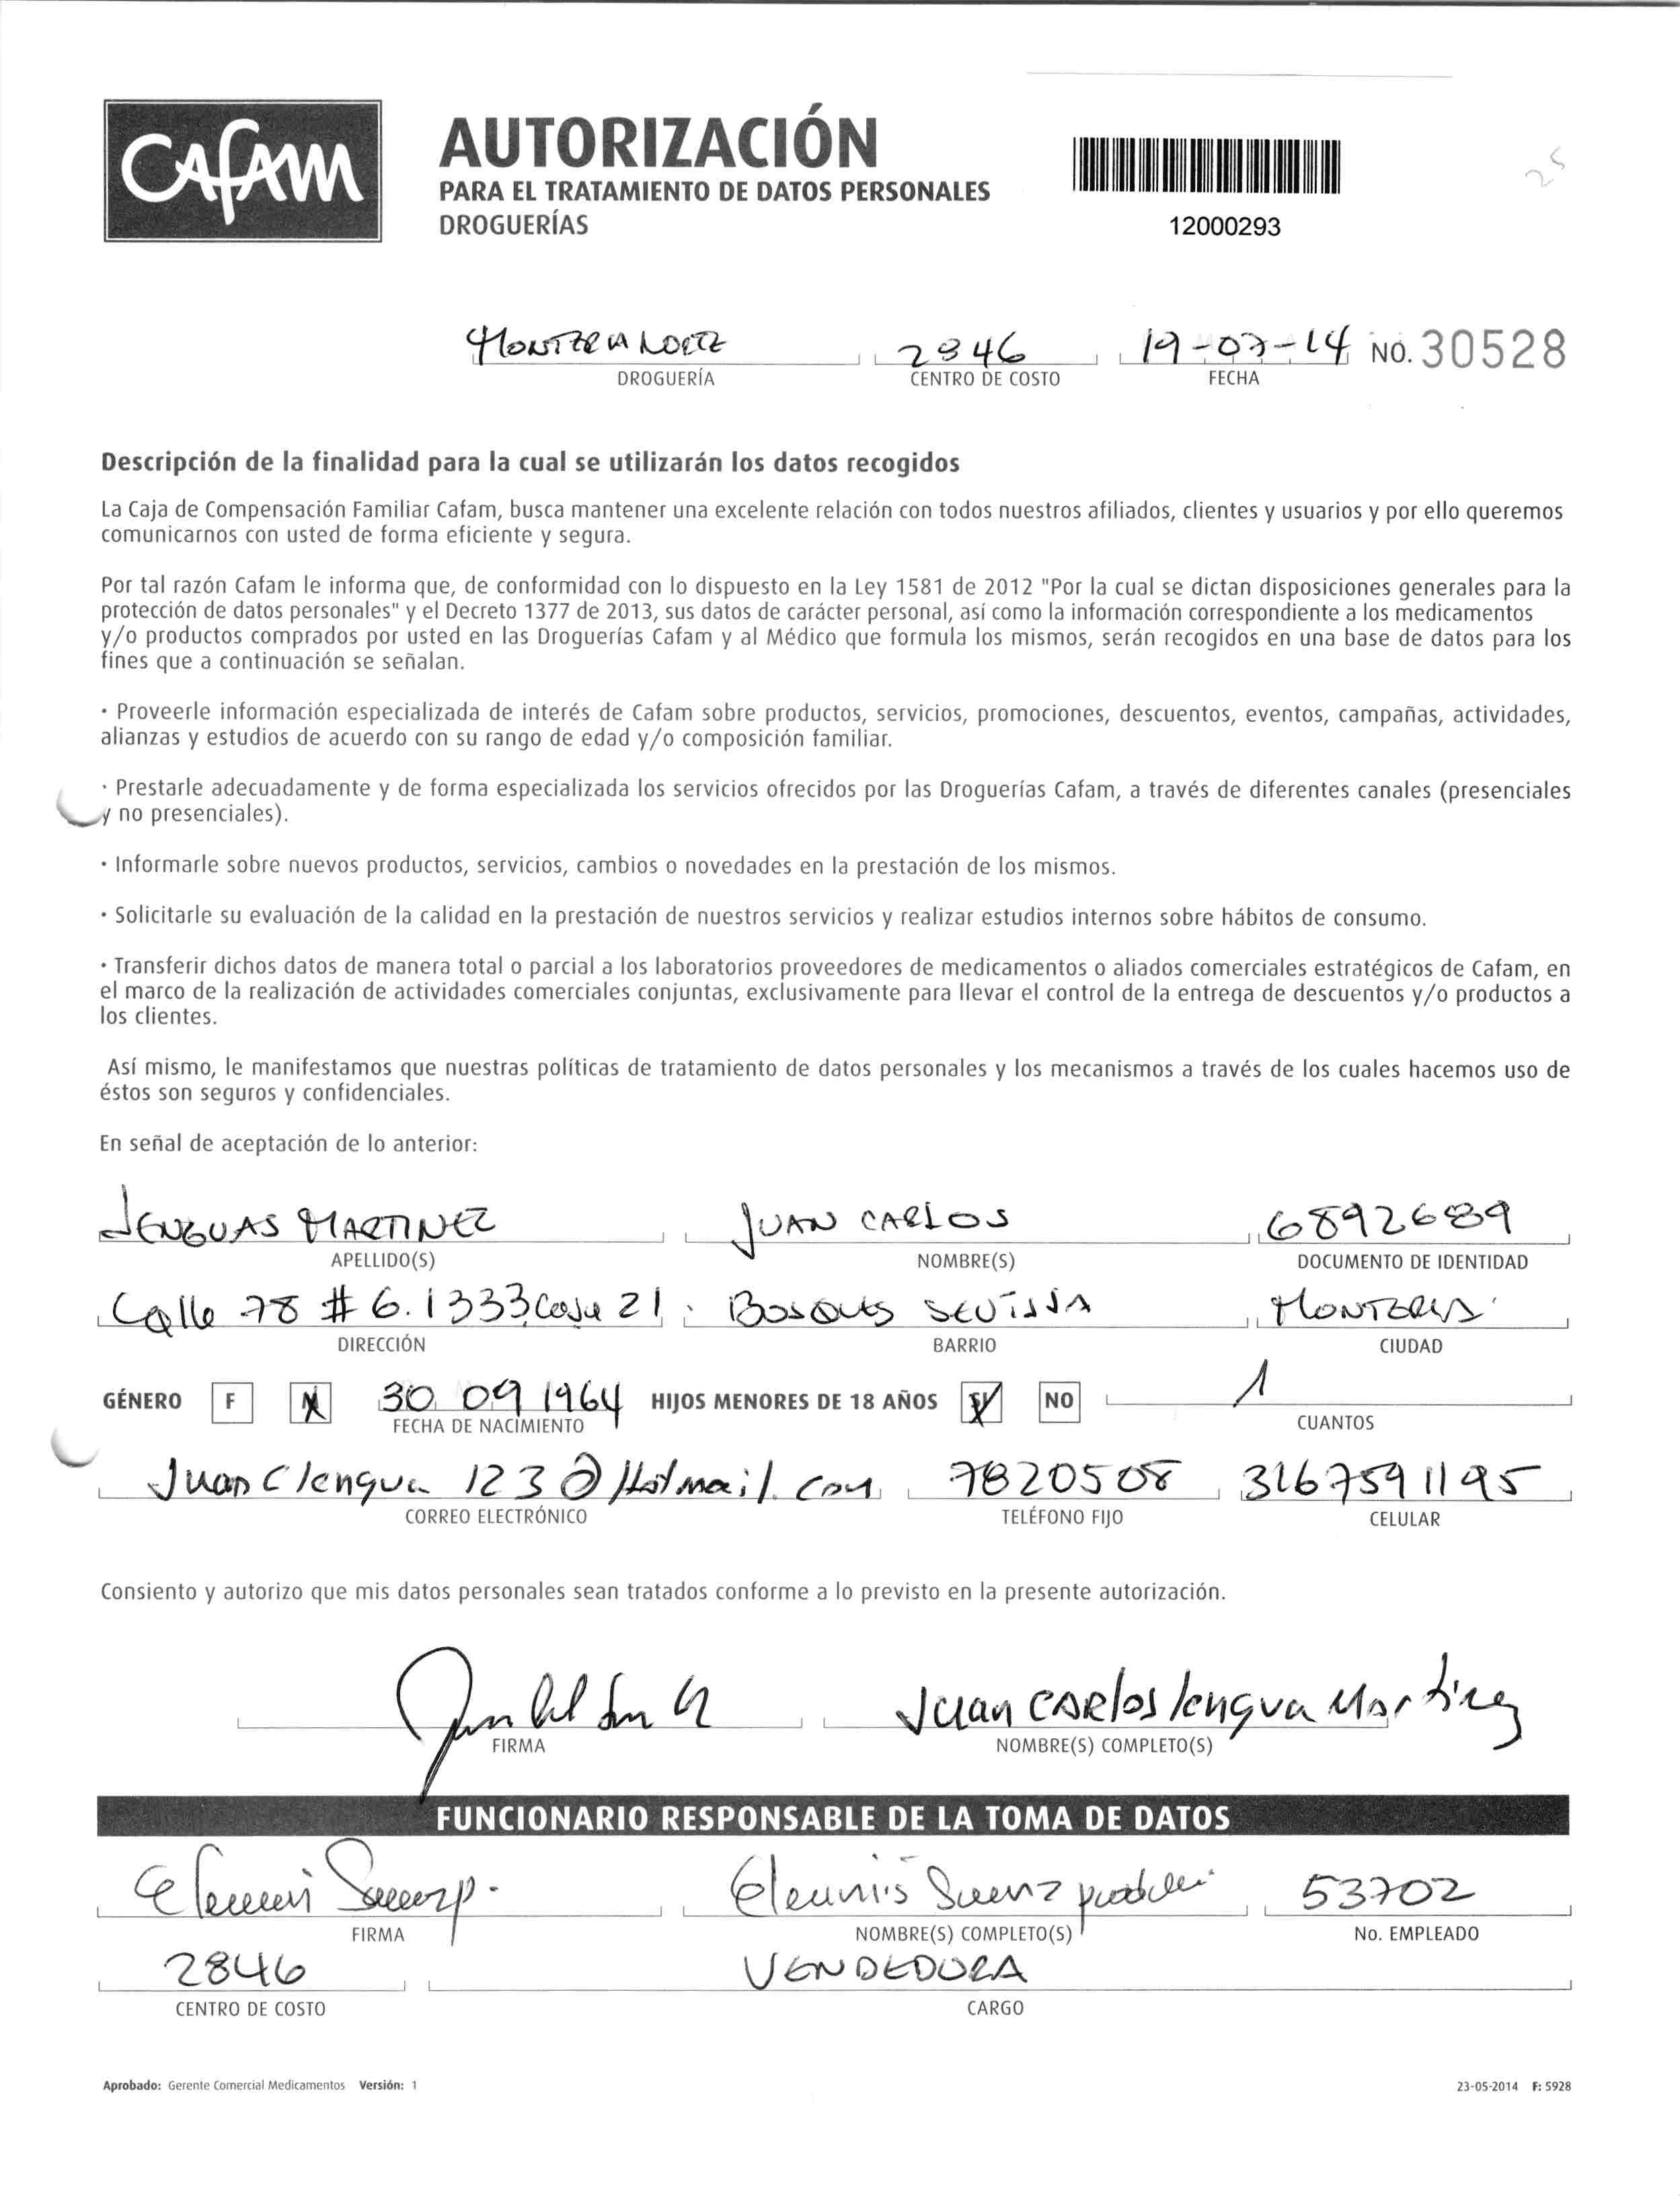 Cafam
AUTORIZACIÓN
PARA EL TRATAMIENTO DE DATOS PERSONALES
DROGUERÍAS
12000293
25
MONTERIA NORTE 2846 19-07-14 NO. 30528
DROGUERÍA CENTRO DE COSTO FECHA
Descripción de la finalidad para la cual se utilizarán los datos recogidos
La Caja de Compensación Familiar Cafam, busca mantener una excelente relación con todos nuestros afiliados, clientes y usuarios y por ello queremos
comunicarnos con usted de forma eficiente y segura.
Por tal razón Cafam le informa que, de conformidad con lo dispuesto en la Ley 1581 de 2012 "Por la cual se dictan disposiciones generales para la
protección de datos personales" y el Decreto 1377 de 2013, sus datos de carácter personal, así como la información correspondiente a los medicamentos
y/o productos comprados por usted en las Droguerías Cafam y al Médico que formula los mismos, serán recogidos en una base de datos para los
fines que a continuación se señalan.
· Proveerle información especializada de interés de Cafam sobre productos, servicios, promociones, descuentos, eventos, campañas, actividades,
alianzas y estudios de acuerdo con su rango de edad y/o composición familiar.
· Prestarle adecuadamente y de forma especializada los servicios ofrecidos por las Droguerías Cafam, a través de diferentes canales (presenciales
y no presenciales).
· Informarle sobre nuevos productos, servicios, cambios o novedades en la prestación de los mismos.
· Solicitarle su evaluación de la calidad en la prestación de nuestros servicios y realizar estudios internos sobre hábitos de consumo.
· Transferir dichos datos de manera total o parcial a los laboratorios proveedores de medicamentos o aliados comerciales estratégicos de Cafam, en
el marco de la realización de actividades comerciales conjuntas, exclusivamente para llevar el control de la entrega de descuentos y/o productos a
los clientes.
Así mismo, le manifestamos que nuestras políticas de tratamiento de datos personales y los mecanismos a través de los cuales hacemos uso de
éstos son seguros y confidenciales.
En señal de aceptación de lo anterior:
LENGUAS MARTINEZ JUAN CARLOS 68926889
APELLIDO(S) NOMBRE(S) DOCUMENTO DE IDENTIDAD
Calle 78 # 6.1333 Casa 21 Bosques SEVILLA MONTERIA
DIRECCIÓN BARRIO CIUDAD
GÉNERO F M 30 09 1964 HIJOS MENORES DE 18 AÑOS SI NO 1
FECHA DE NACIMIENTO CUANTOS
Juan Clengua 123@Hotmail.com 7820508 3167591195
CORREO ELECTRÓNICO TELÉFONO FIJO CELULAR
Consiento y autorizo que mis datos personales sean tratados conforme a lo previsto en la presente autorización.
Juan CARlos lengua Martinez
FIRMA NOMBRE(S) COMPLETO(S)
FUNCIONARIO RESPONSABLE DE LA TOMA DE DATOS
Saenz 53702
FIRMA NOMBRE(S) COMPLETO(S) No. EMPLEADO
2846 VENDEDORA
CENTRO DE COSTO CARGO
Aprobado: Gerente Comercial Medicamentos Versión: 1 23-05-2014 F: 5928